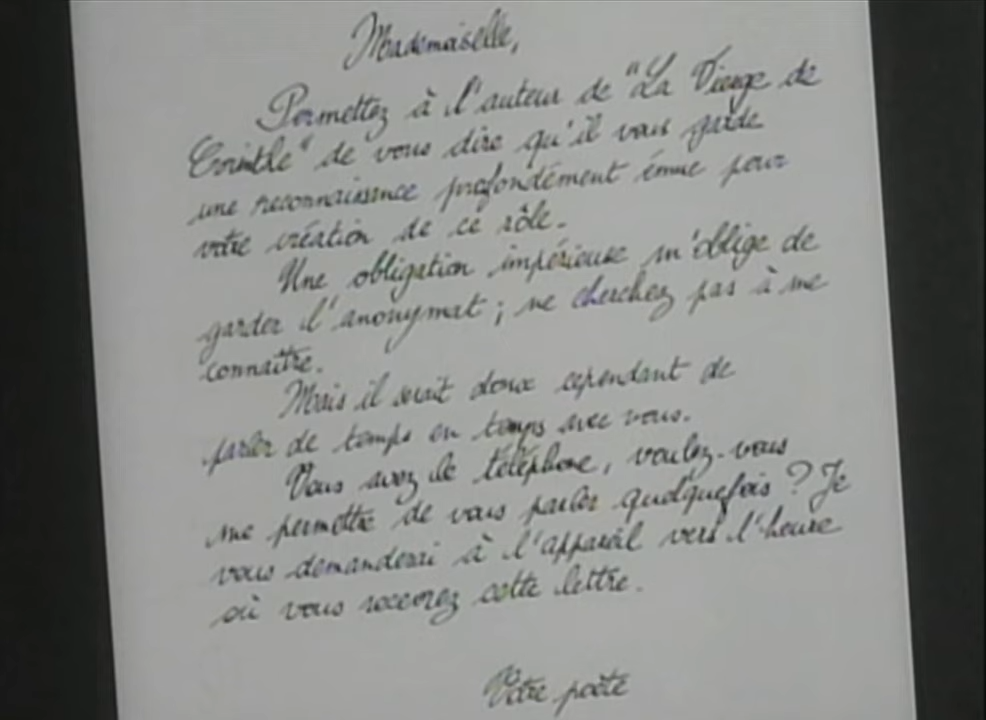 Mademoiselle,
Permettez à l'auteur de "La Vierge de
Corinthe" de vous dire qu'il vous garde
une reconnaissance profondément émue pour
votre création de ce rôle.
Une obligation impérieuse m'oblige de
garder l'anonymat ; ne cherchez pas à me
connaître.
Mais il serait doux cependant de
parler de temps en temps avec vous.
Vous avez le téléphone, voulez-vous
me permettre de vous parler quelquefois ? Je
vous demanderai à l'appareil vers l'heure
où vous recevrez cette lettre.
Votre poète